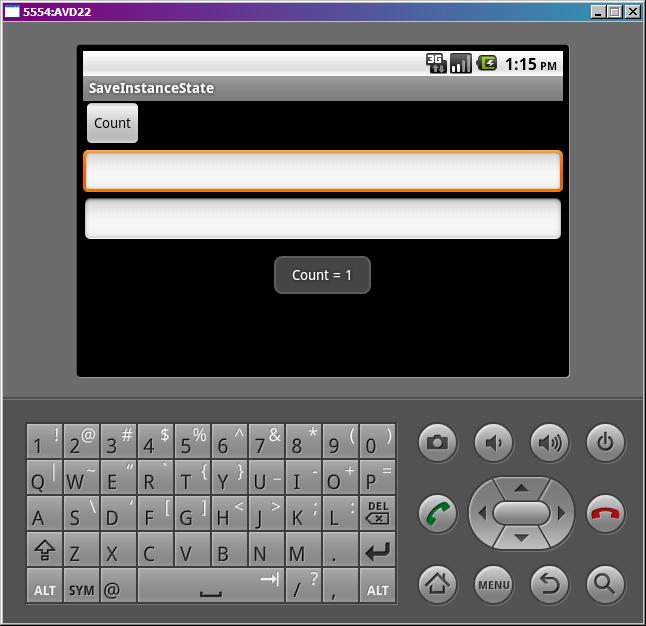 5554:AVD22
3G 1:15 PM
SaveInstanceState
Count
Count = 1
1 ! 2 @ 3 # 4 $ 5 % 6 ^ 7 & 8 * 9 ( 0 )
Q | W ~ E “ R ` T { Y } U _ I - O + P =
A S \ D ‘ F [ G ] H < J > K ; L : DEL
Z X C V B N M .
ALT SYM @ / ? , ALT
MENU